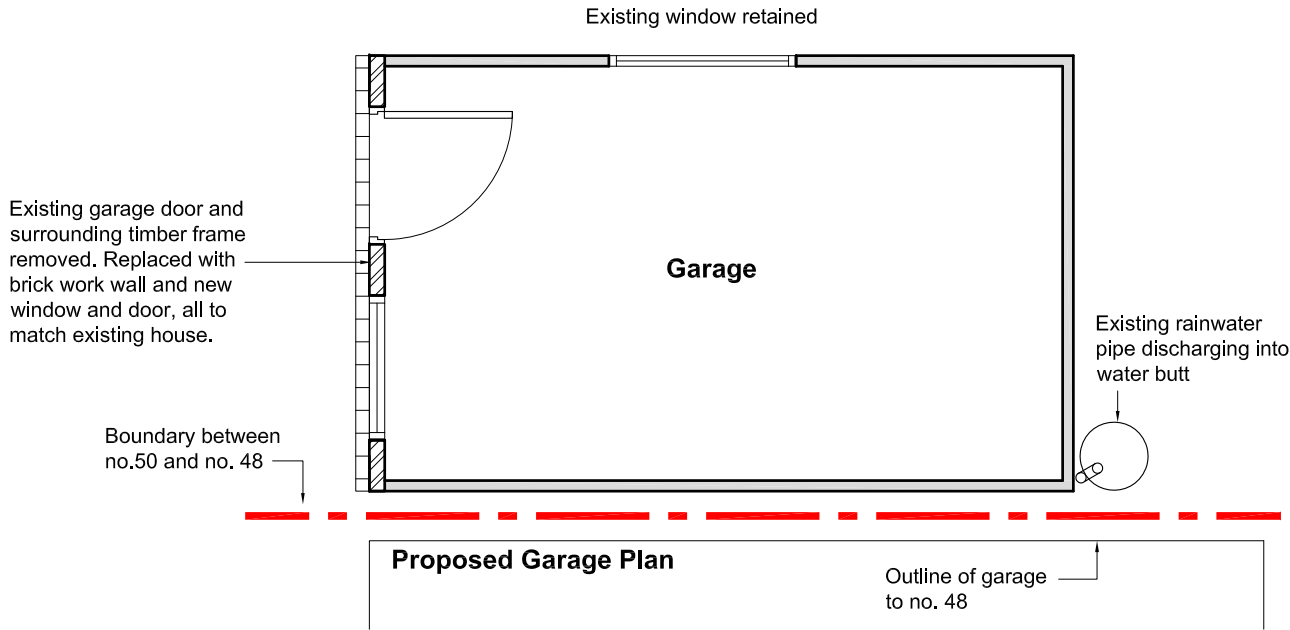 Existing window retained
Existing garage door and
surrounding timber frame
removed. Replaced with
brick work wall and new
window and door, all to
match existing house.
Garage
Existing rainwater
pipe discharging into
water butt
Boundary between
no.50 and no. 48
Proposed Garage Plan
Outline of garage
to no. 48